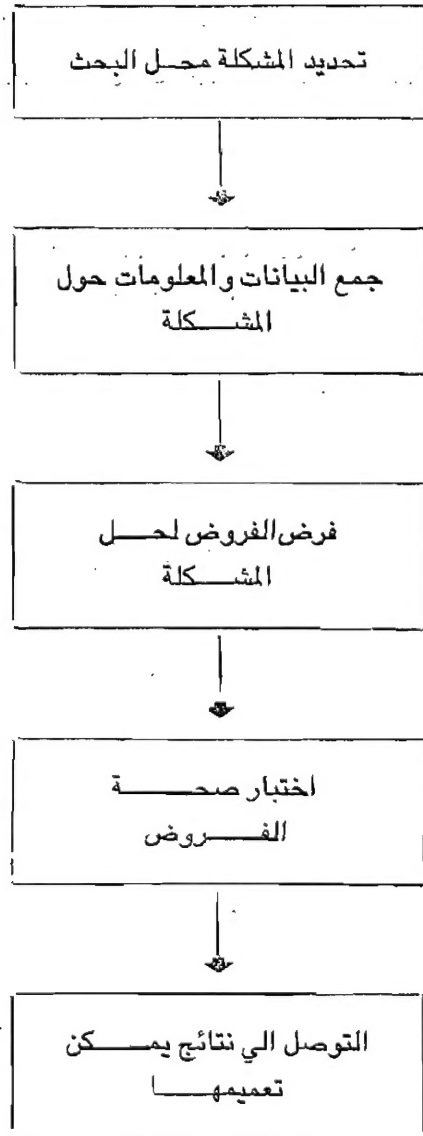 تحديد المشكلة محل البحث
جمع البيانات والمعلومات حول
المشكلة
فرض الفروض لحل
المشكلة
اختبار صحة
الفروض
التوصل الي نتائج يمكن
تعميمها